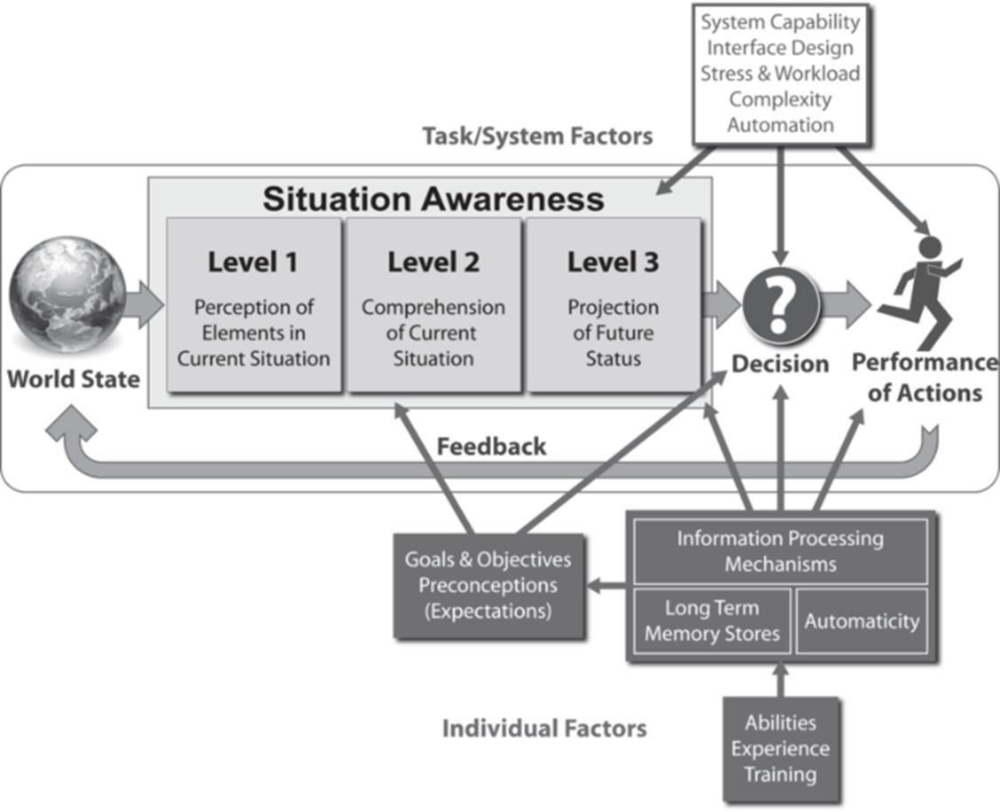 System Capability
Interface Design
Stress & Workload
Complexity
Automation
Task/System Factors
Situation Awareness
Level 1
Perception of
Elements in
Current Situation
Level 2
Comprehension
of Current
Situation
Level 3
Projection
of Future
Status
World State
?
Decision
Performance
of Actions
Feedback
Goals & Objectives
Preconceptions
(Expectations)
Information Processing
Mechanisms
Long Term
Memory Stores
Automaticity
Individual Factors
Abilities
Experience
Training